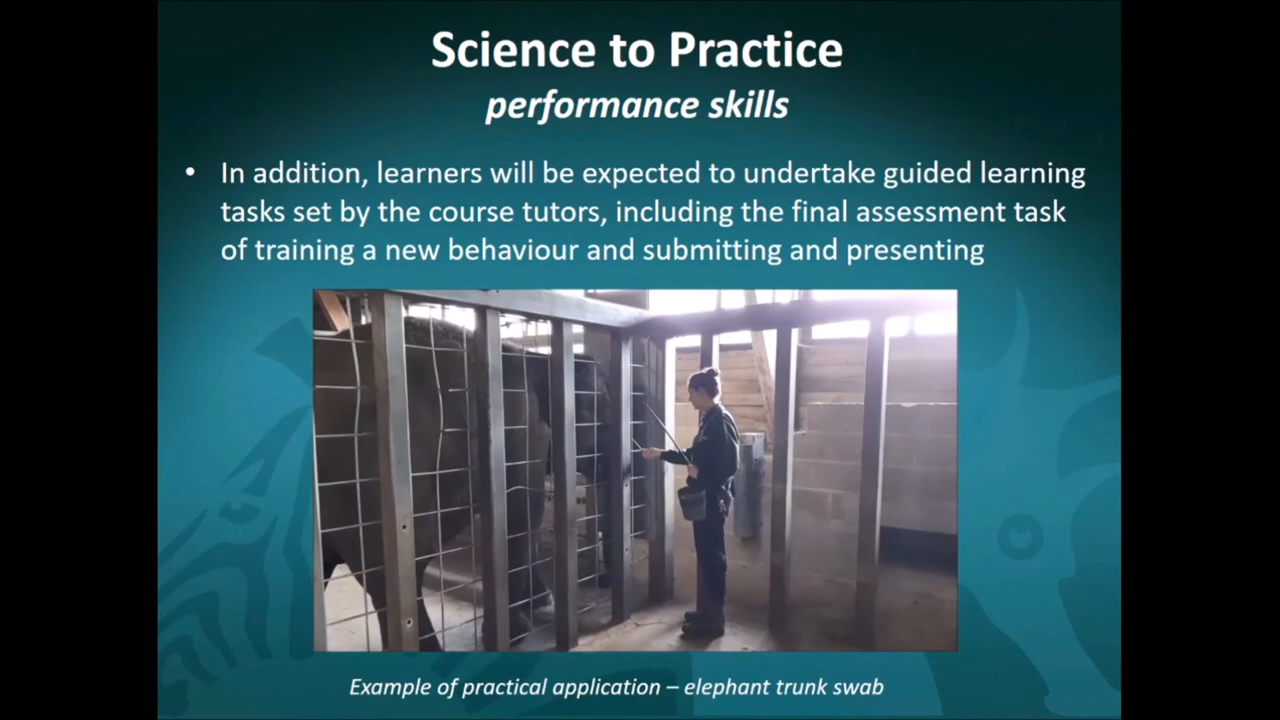 Science to Practice
performance skills
• In addition, learners will be expected to undertake guided learning
tasks set by the course tutors, including the final assessment task
of training a new behaviour and submitting and presenting
Example of practical application – elephant trunk swab